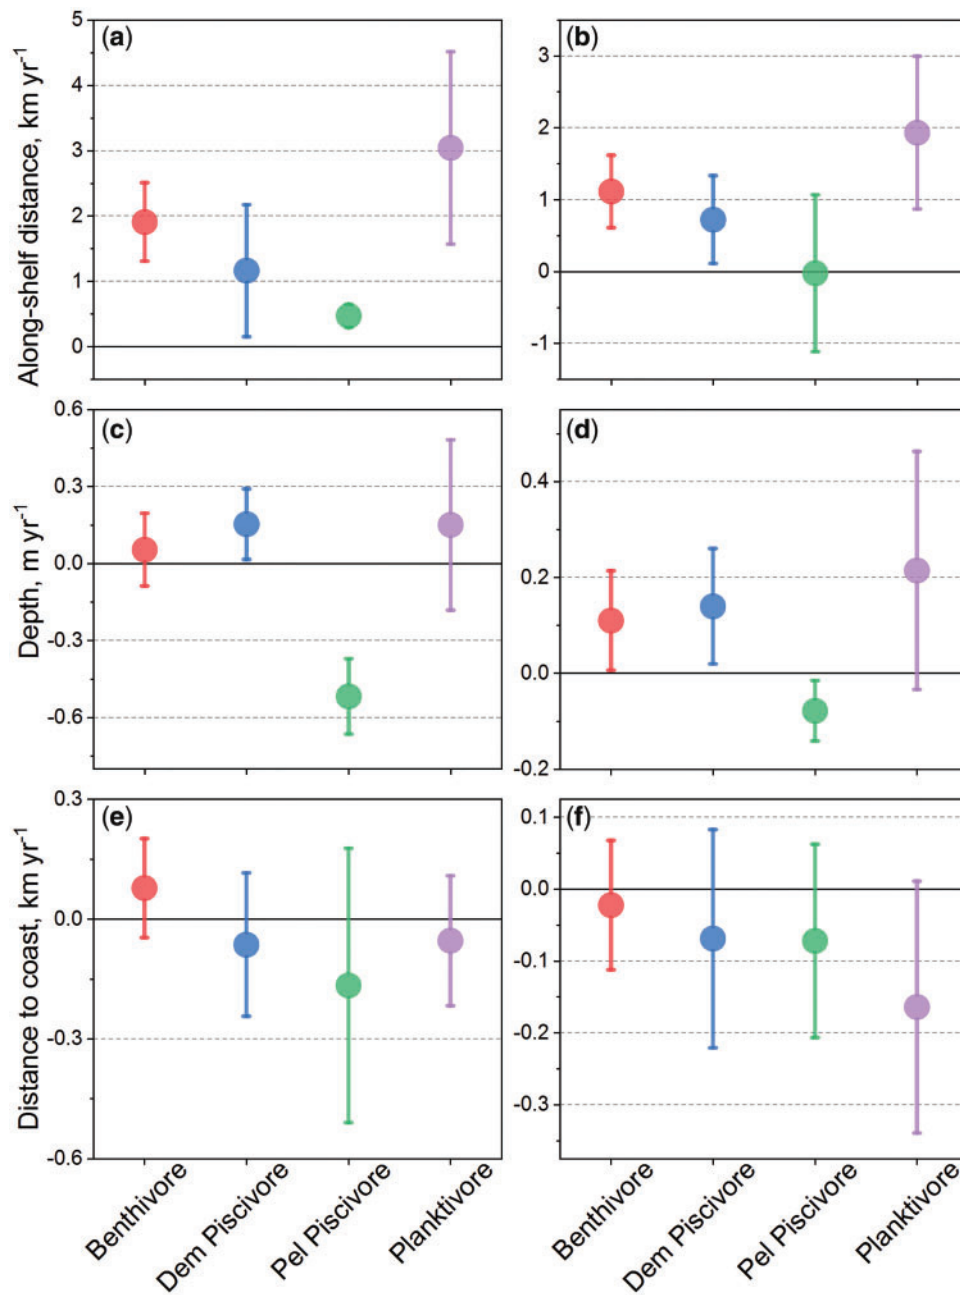 (a)
(b)
Along-shelf distance, km yr-1
5
4
3
2
1
0
3
2
1
0
-1
(c)
(d)
Depth, m yr-1
0.6
0.3
0.0
-0.3
-0.6
0.4
0.2
0.0
-0.2
(e)
(f)
Distance to coast, km yr-1
0.3
0.0
-0.3
-0.6
0.1
0.0
-0.1
-0.2
-0.3
Benthivore
Dem Piscivore
Pel Piscivore
Planktivore
Benthivore
Dem Piscivore
Pel Piscivore
Planktivore